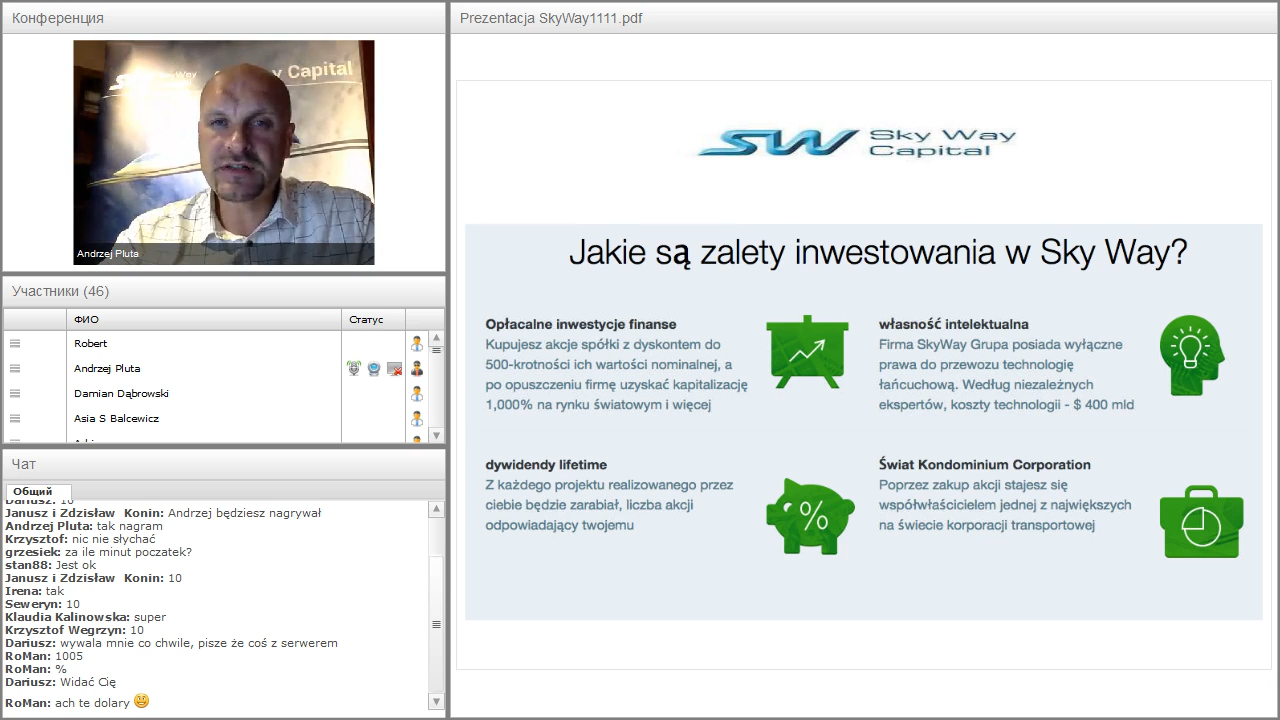 Конференция
Capital
Andrzej Pluta
Участники (46)
ФИО
Статус
Robert
Andrzej Pluta
Damian Dąbrowski
Asia S Balcewicz
Чат
Общий
Dariusz: 10
Janusz i Zdzisław Konin: Andrzej będziesz nagrywał
Andrzej Pluta: tak nagram
Krzysztof: nic nie słychać
grzesiek: za ile minut poczatek?
stan88: Jest ok
Janusz i Zdzisław Konin: 10
Irena: tak
Seweryn: 10
Klaudia Kalinowska: super
Krzysztof Wegrzyn: 10
Dariusz: wywala mnie co chwile, pisze że coś z serwerem
RoMan: 1005
RoMan: %
Dariusz: Widać Cię
RoMan: ach te dolary
Prezentacja SkyWay1111.pdf
SW Sky Way
Capital
Jakie są zalety inwestowania w Sky Way?
Opłacalne inwestycje finanse
Kupujesz akcje spółki z dyskontem do
500-krotności ich wartości nominalnej, a
po opuszczeniu firmę uzyskać kapitalizację
1,000% na rynku światowym i więcej
własność intelektualna
Firma SkyWay Grupa posiada wyłączne
prawa do przewozu technologię
łańcuchową. Według niezależnych
ekspertów, koszty technologii - $ 400 mld
dywidendy lifetime
Z każdego projektu realizowanego przez
ciebie będzie zarabiał, liczba akcji
odpowiadający twojemu
%
Świat Kondominium Corporation
Poprzez zakup akcji stajesz się
współwłaścicielem jednej z największych
na świecie korporacji transportowej